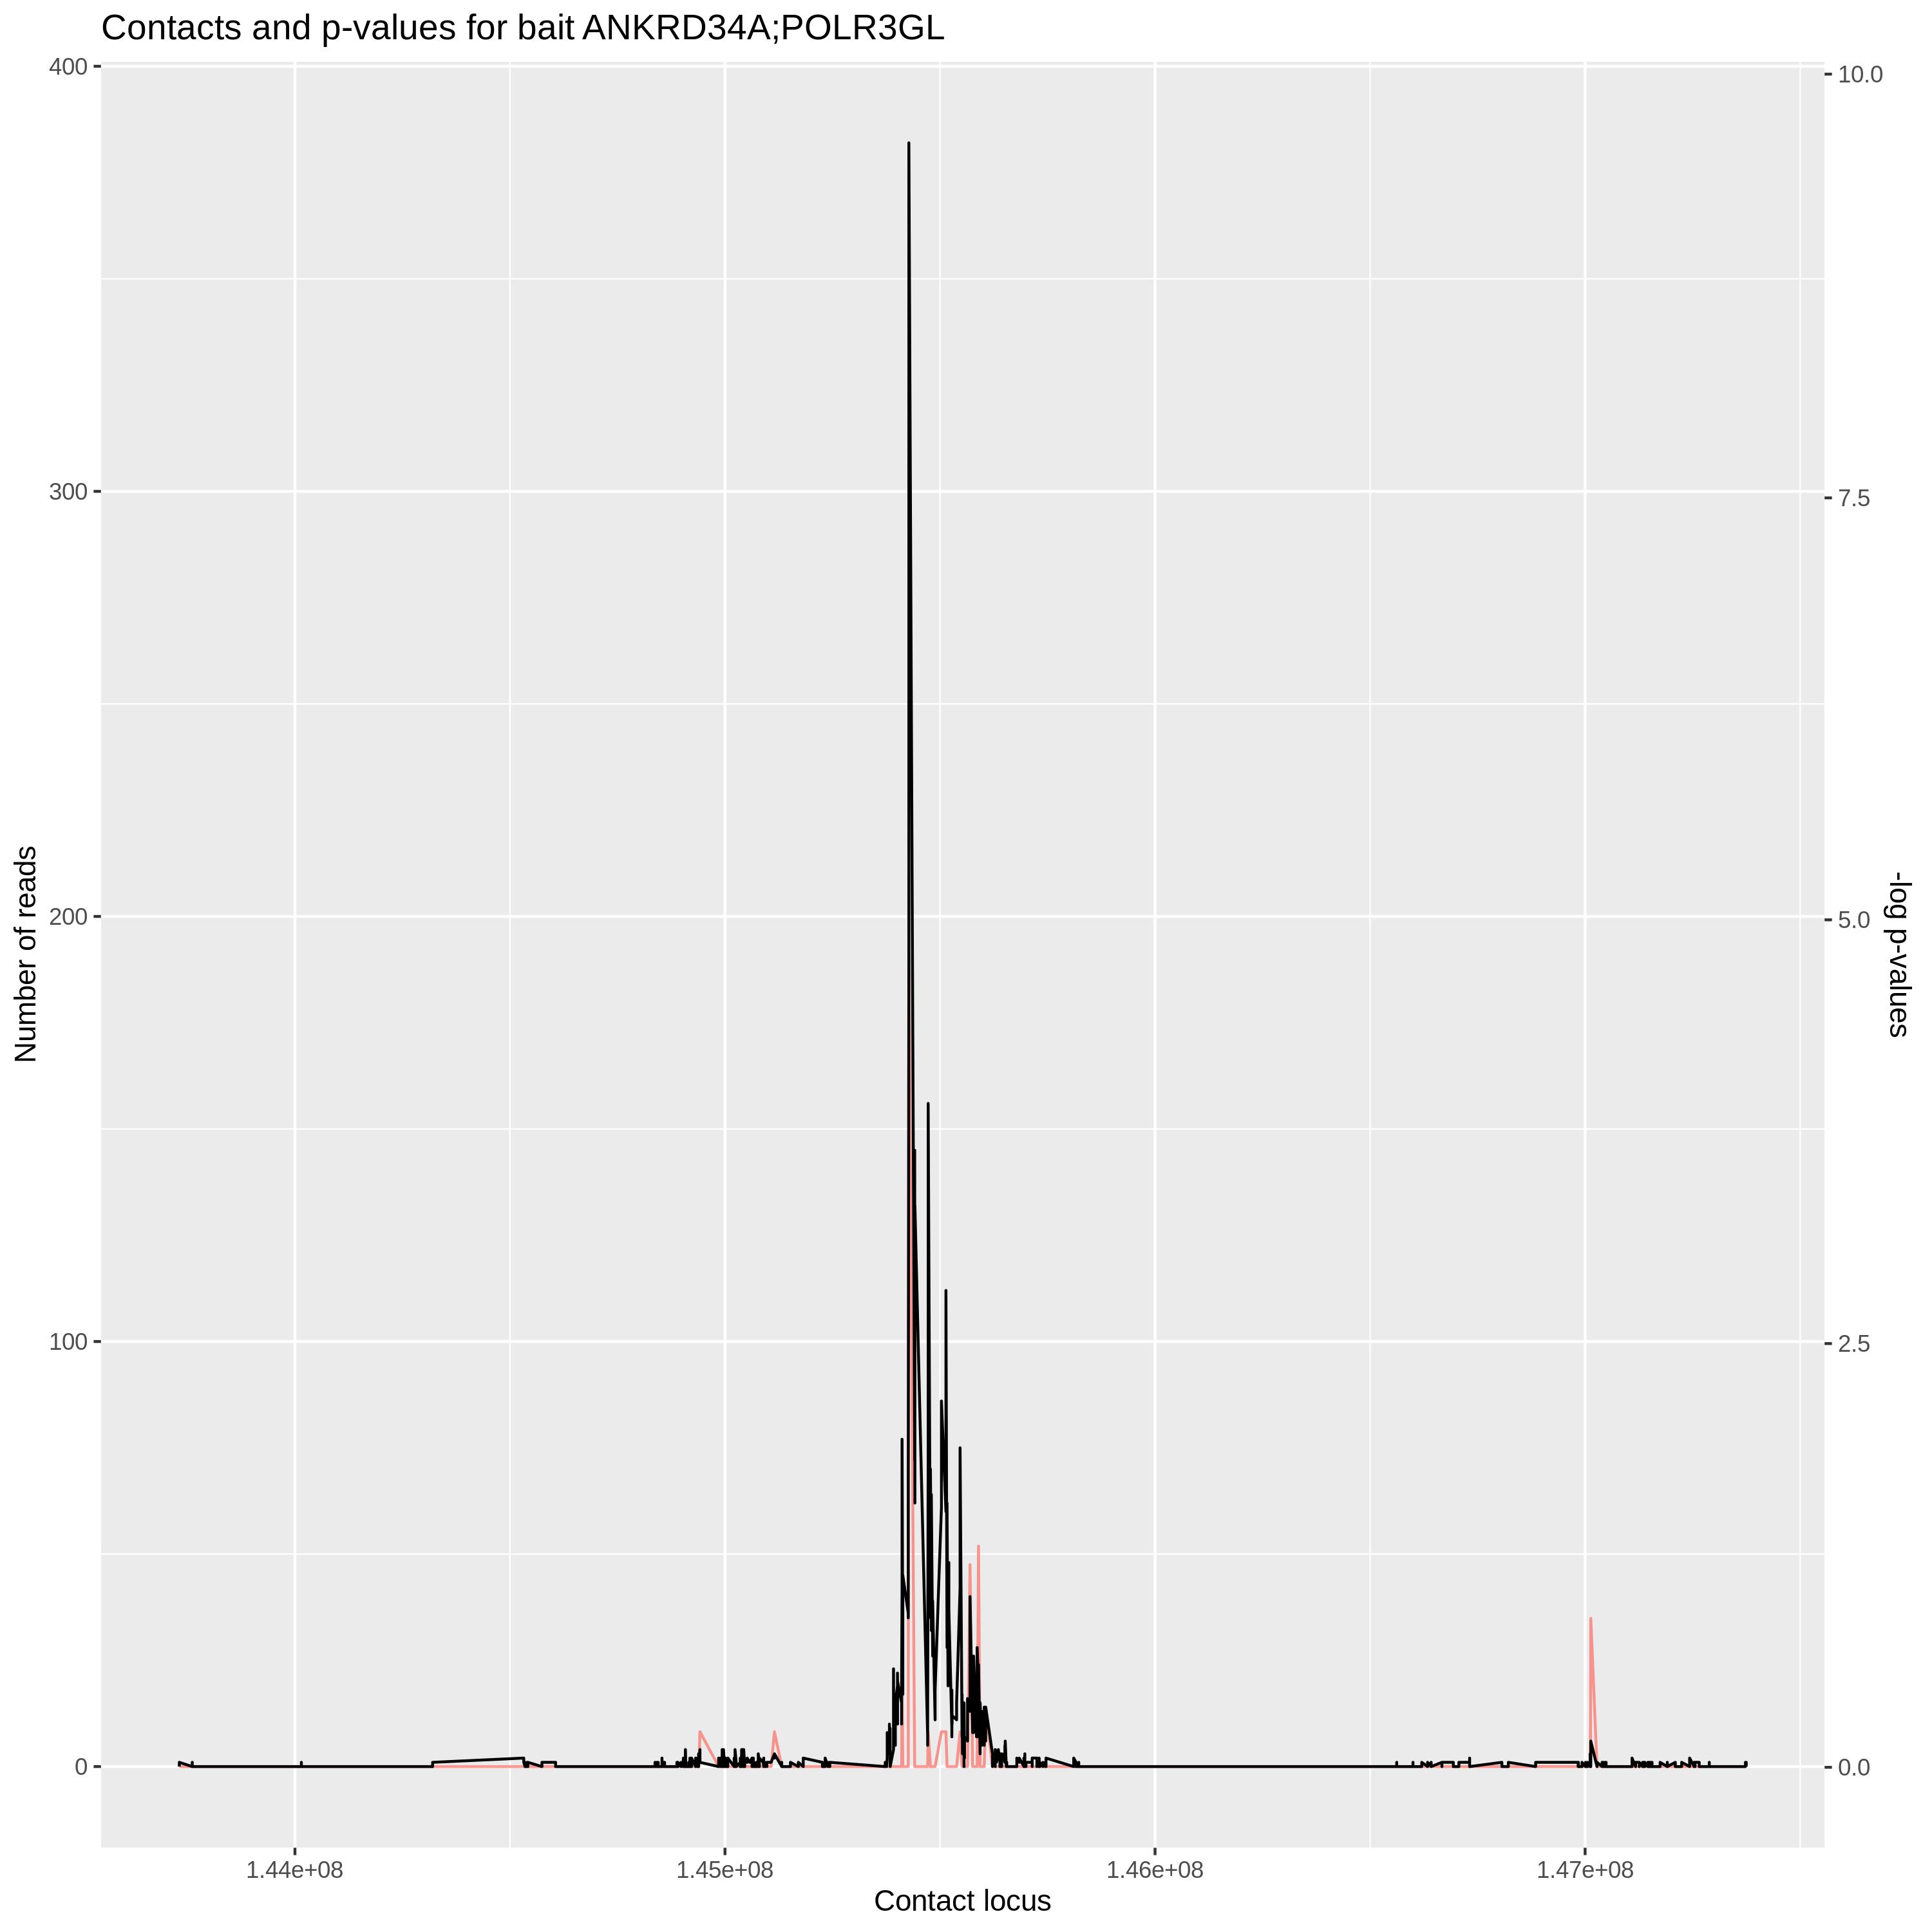 Contacts and p-values for bait ANKRD34A;POLR3GL
400
300
200
100
0
Number of reads
10.0
7.5
5.0
2.5
0.0
-log p-values
1.44e+08
1.45e+08
1.46e+08
1.47e+08
Contact locus